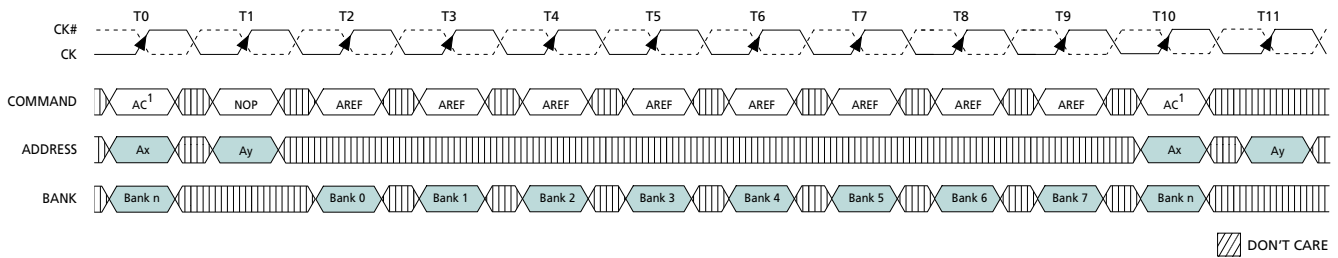 T0 T1 T2 T3 T4 T5 T6 T7 T8 T9 T10 T11
CK#
CK
COMMAND AC1 NOP AREF AREF AREF AREF AREF AREF AREF AREF AC1
ADDRESS Ax Ay Ax Ay
BANK Bank n Bank 0 Bank 1 Bank 2 Bank 3 Bank 4 Bank 5 Bank 6 Bank 7 Bank n
DON'T CARE